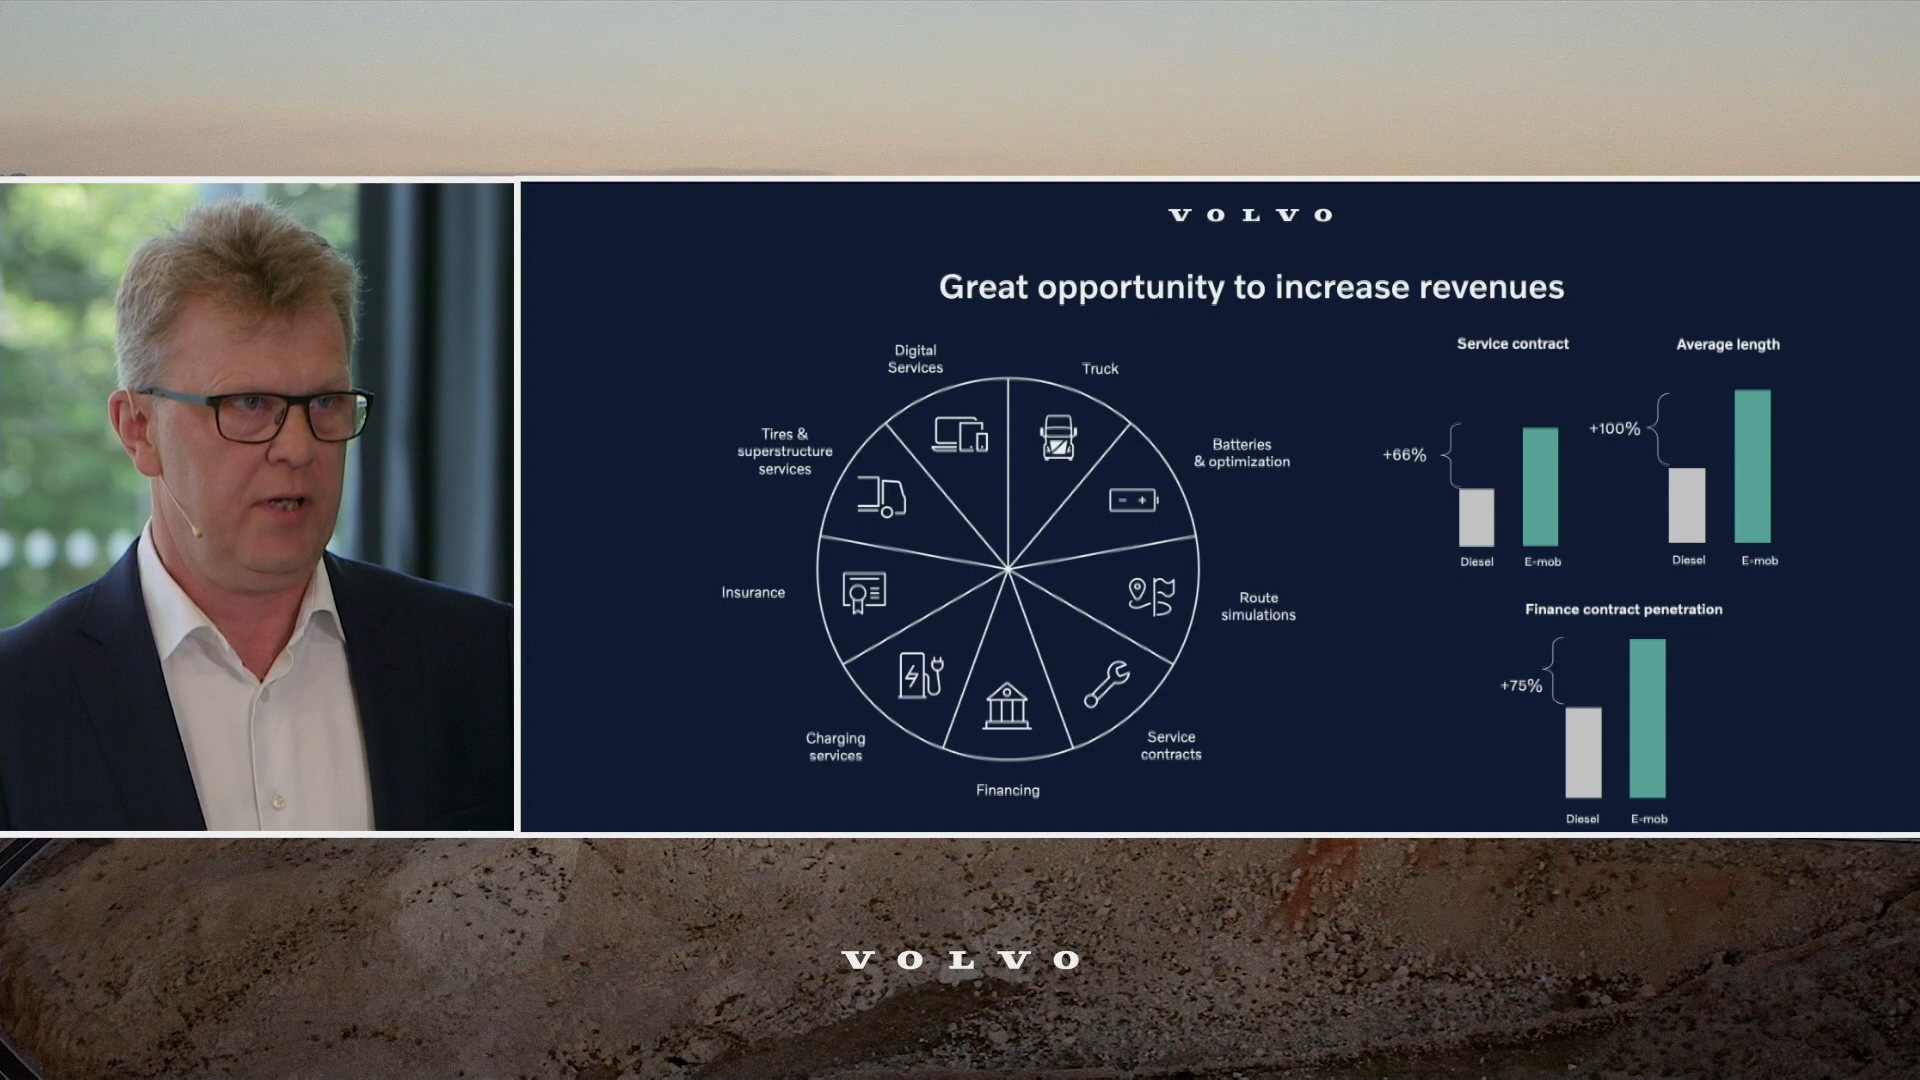 VOLVO
Great opportunity to increase revenues
Digital
Services
Truck
Tires &
superstructure
services
Batteries
& optimization
Insurance
Route
simulations
Charging
services
Service
contracts
Financing
Service contract
+66%
Diesel
E-mob
Average length
+100%
Diesel
E-mob
Finance contract penetration
+75%
Diesel
E-mob
VOLVO